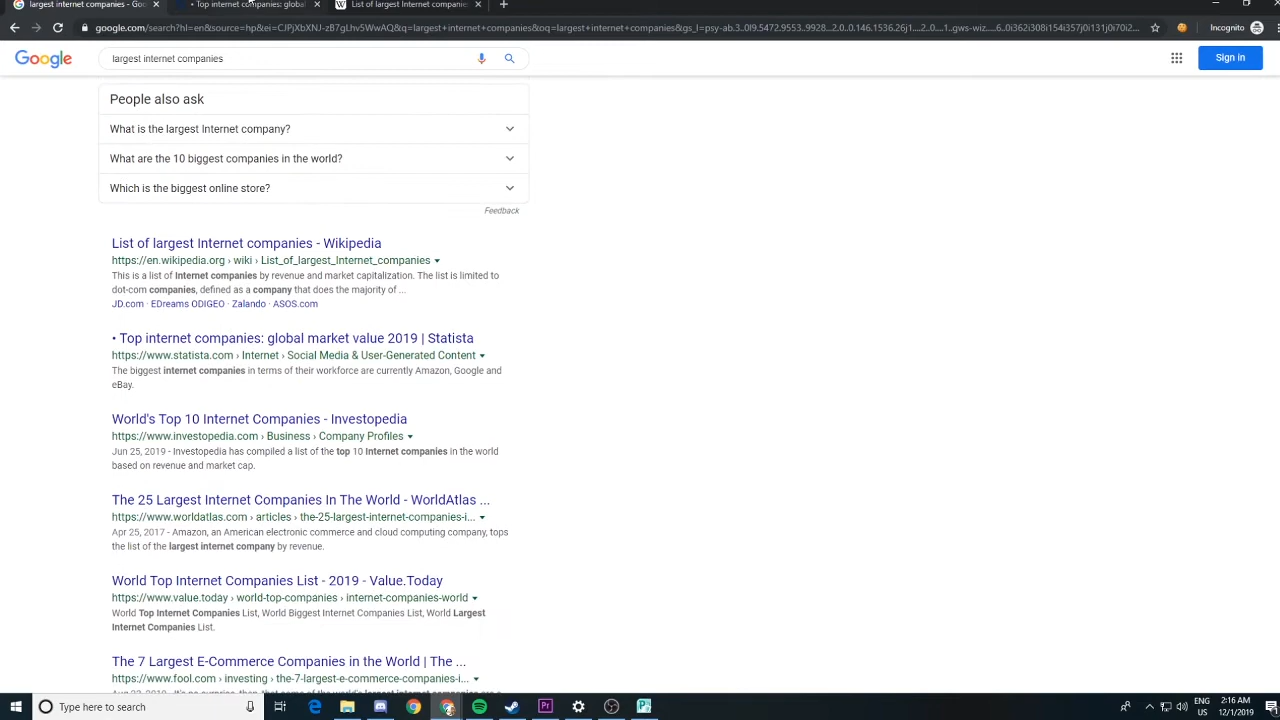 largest internet companies - Go
• Top internet companies: global
List of largest Internet companies
google.com/search?hl=en&source=hp&ei=
&q=largest+internet+companies&oq=largest+internet+companies&gs_l=psy-ab.3..0l9.5472.9553..9928...2.0..0.146.1536.26j1....2..0....1..gws-wiz.....6..0i362i308i154i357j0i131j0i70i2...
Incognito
Google
largest internet companies
Sign in
People also ask
What is the largest Internet company?
What are the 10 biggest companies in the world?
Which is the biggest online store?
Feedback
List of largest Internet companies - Wikipedia
https://en.wikipedia.org › wiki › List_of_largest_Internet_companies
This is a list of Internet companies by revenue and market capitalization. The list is limited to
dot-com companies, defined as a company that does the majority of ...
JD.com · EDreams ODIGEO · Zalando · ASOS.com
• Top internet companies: global market value 2019 | Statista
https://www.statista.com › Internet › Social Media & User-Generated Content
The biggest internet companies in terms of their workforce are currently Amazon, Google and
eBay.
World's Top 10 Internet Companies - Investopedia
https://www.investopedia.com › Business › Company Profiles
Jun 25, 2019 - Investopedia has compiled a list of the top 10 Internet companies in the world
based on revenue and market cap.
The 25 Largest Internet Companies In The World - WorldAtlas ...
https://www.worldatlas.com › articles › the-25-largest-internet-companies-i...
Apr 25, 2017 - Amazon, an American electronic commerce and cloud computing company, tops
the list of the largest internet company by revenue.
World Top Internet Companies List - 2019 - Value.Today
https://www.value.today › world-top-companies › internet-companies-world
World Top Internet Companies List, World Biggest Internet Companies List, World Largest
Internet Companies List.
The 7 Largest E-Commerce Companies in the World | The ...
https://www.fool.com › investing › the-7-largest-e-commerce-companies-i...
Type here to search
Pr
ENG
US
2:16 AM
12/1/2019